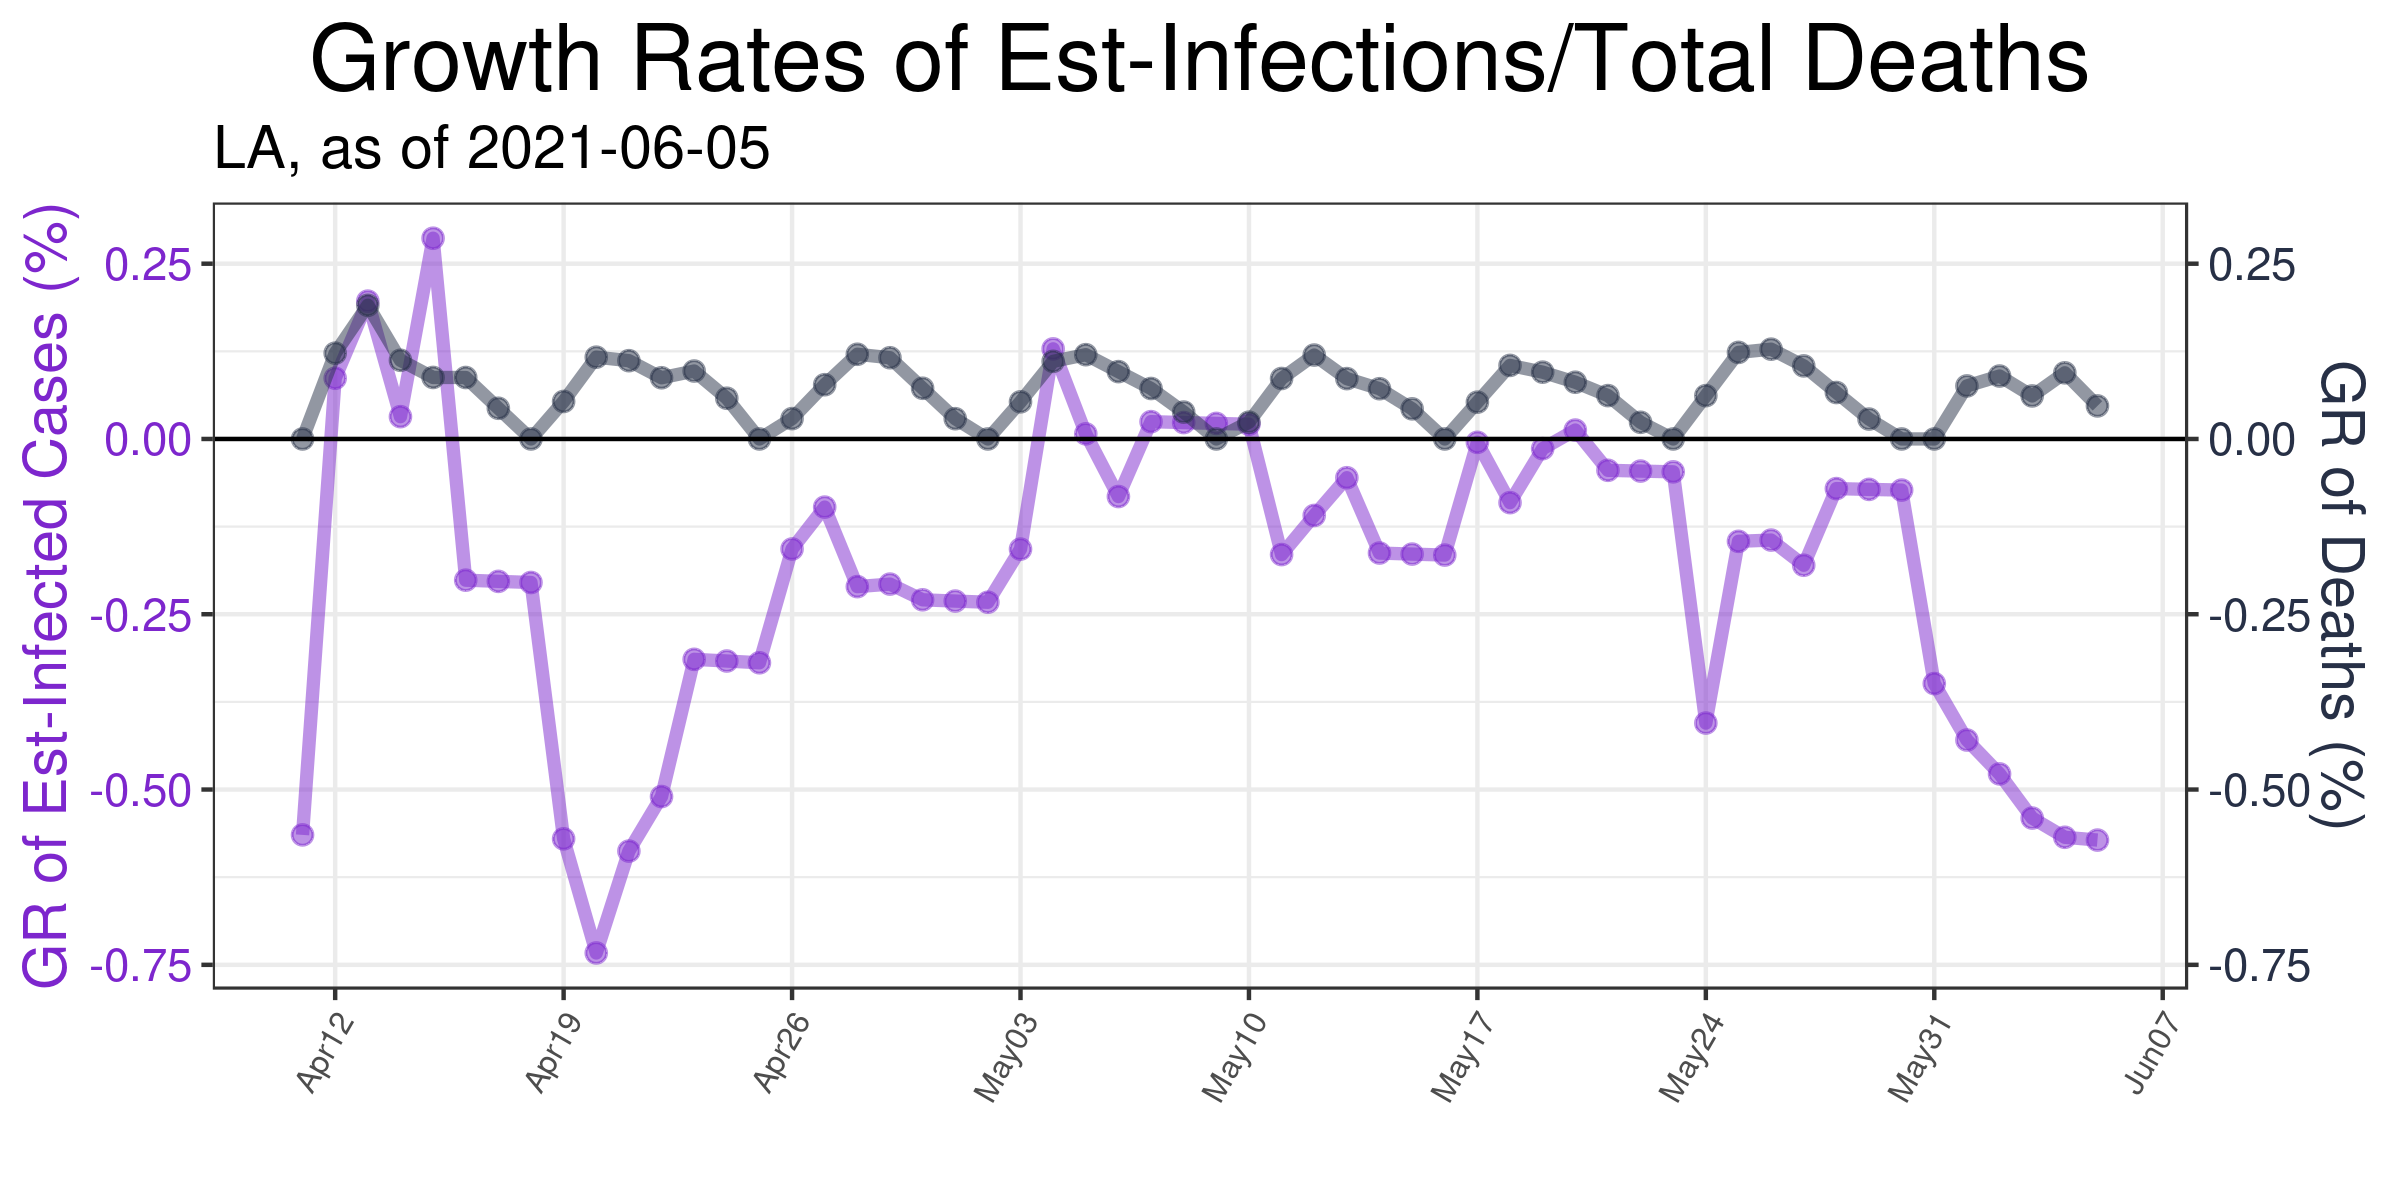 Growth Rates of Est-Infections/Total Deaths
LA, as of 2021-06-05
GR of Est-Infected Cases (%)
0.25
0.00
-0.25
-0.50
-0.75
0.25
0.00
-0.25
-0.50
-0.75
GR of Deaths (%)
Apr12
Apr19
Apr26
May03
May10
May17
May24
May31
Jun07